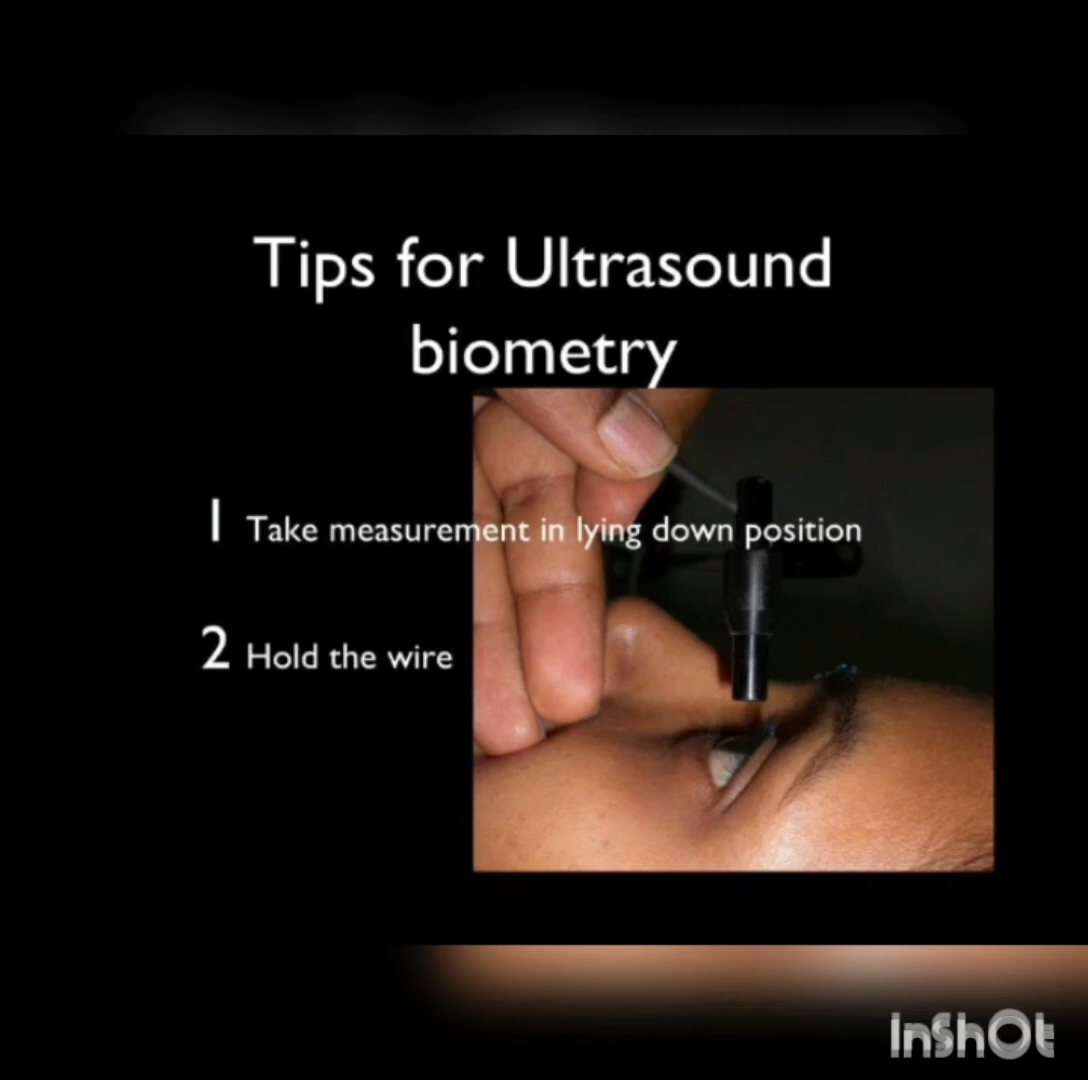 Tips for Ultrasound
biometry
1 Take measurement in lying down position
2 Hold the wire
InShOt